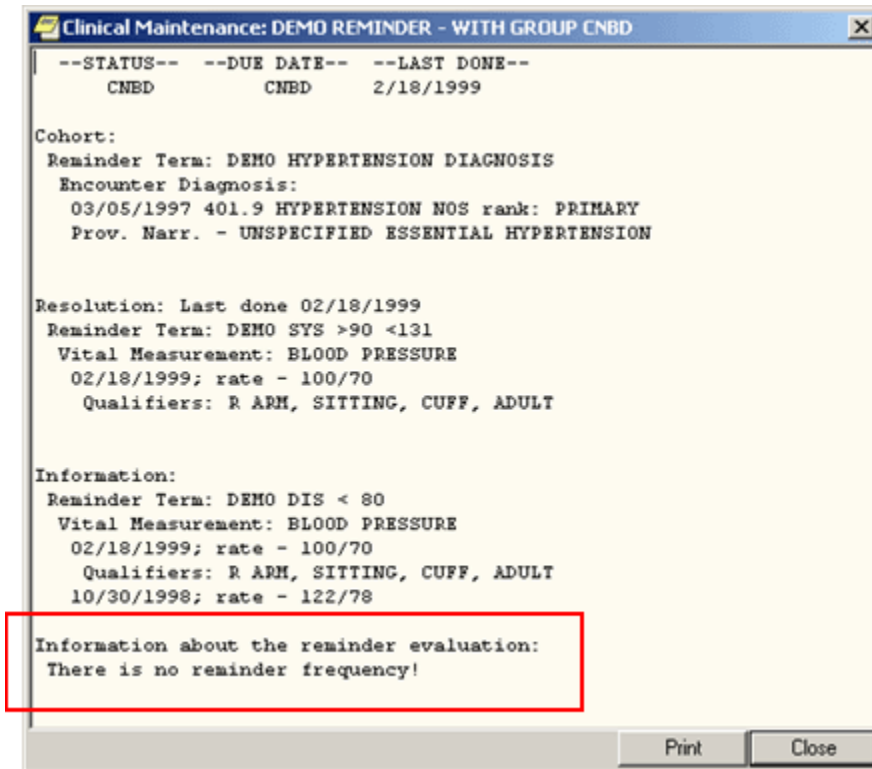 Clinical Maintenance: DEMO REMINDER - WITH GROUP CNBD
--STATUS-- --DUE DATE-- --LAST DONE--
CNBD CNBD 2/18/1999
Cohort:
Reminder Term: DEMO HYPERTENSION DIAGNOSIS
Encounter Diagnosis:
03/05/1997 401.9 HYPERTENSION NOS rank: PRIMARY
Prov. Narr. - UNSPECIFIED ESSENTIAL HYPERTENSION
Resolution: Last done 02/18/1999
Reminder Term: DEMO SYS >90 <131
Vital Measurement: BLOOD PRESSURE
02/18/1999; rate - 100/70
Qualifiers: R ARM, SITTING, CUFF, ADULT
Information:
Reminder Term: DEMO DIS < 80
Vital Measurement: BLOOD PRESSURE
02/18/1999; rate - 100/70
Qualifiers: R ARM, SITTING, CUFF, ADULT
10/30/1998; rate - 122/78
Information about the reminder evaluation:
There is no reminder frequency!
Print Close